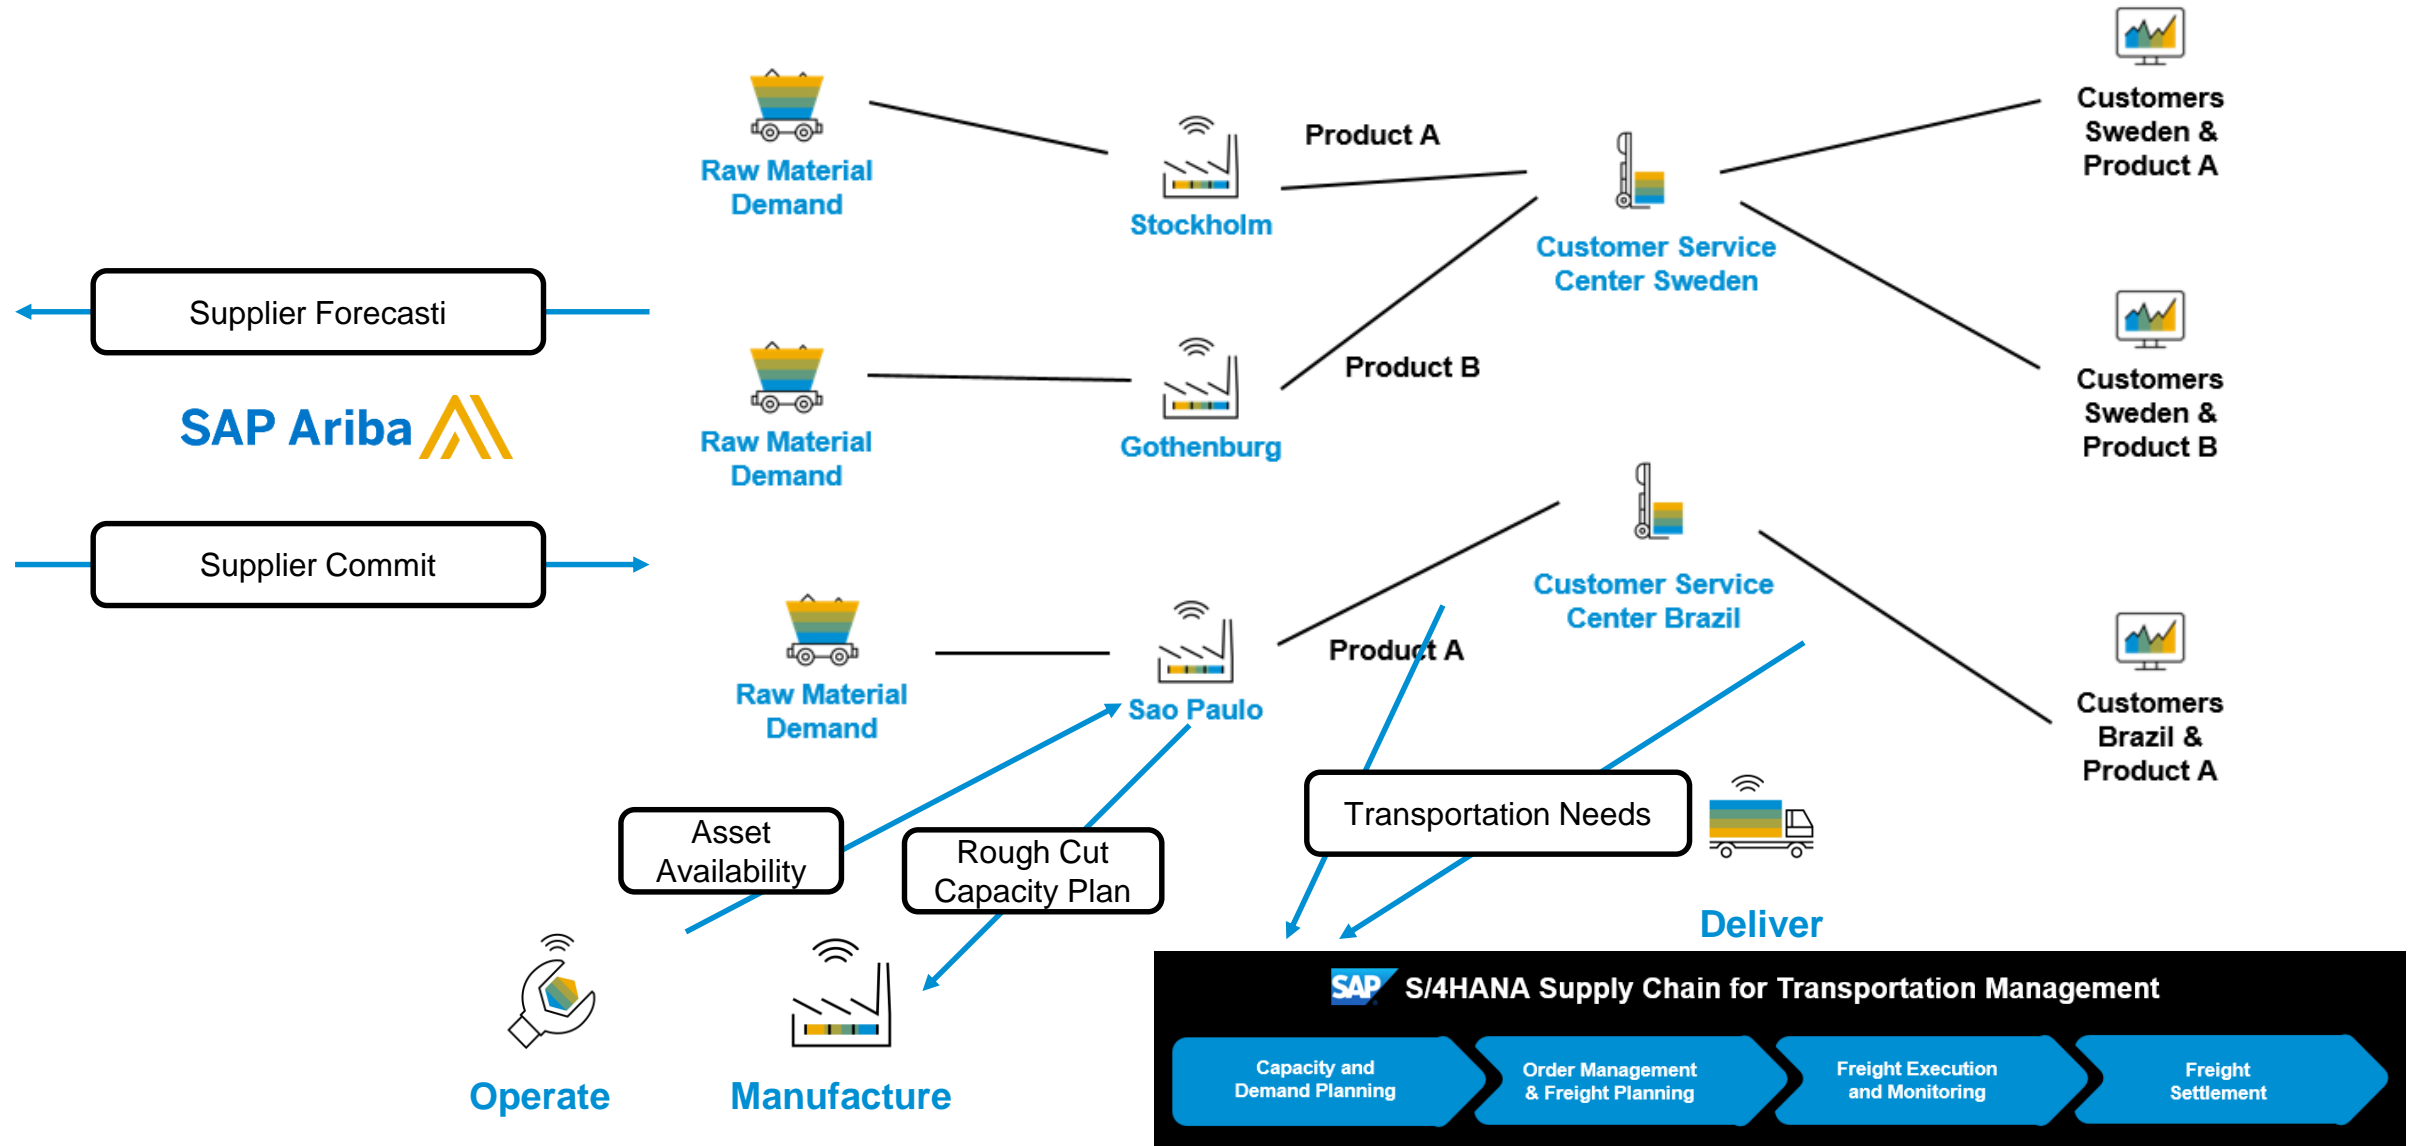 Customers
Sweden &
Product A
Raw Material
Demand
Product A
Stockholm
Customer Service
Center Sweden
Supplier Forecasti
Customers
Sweden &
Product B
Product B
SAP Ariba
Raw Material
Demand
Gothenburg
Supplier Commit
Customer Service
Center Brazil
Product A
Raw Material
Demand
Sao Paulo
Customers
Brazil &
Product A
Asset
Availability
Rough Cut
Capacity Plan
Transportation Needs
Deliver
Operate
Manufacture
SAP S/4HANA Supply Chain for Transportation Management
Capacity and
Demand Planning
Order Management
& Freight Planning
Freight Execution
and Monitoring
Freight
Settlement